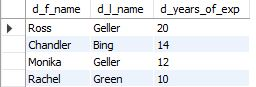 d_f_name d_l_name d_years_of_exp
Ross Geller 20
Chandler Bing 14
Monika Geller 12
Rachel Green 10